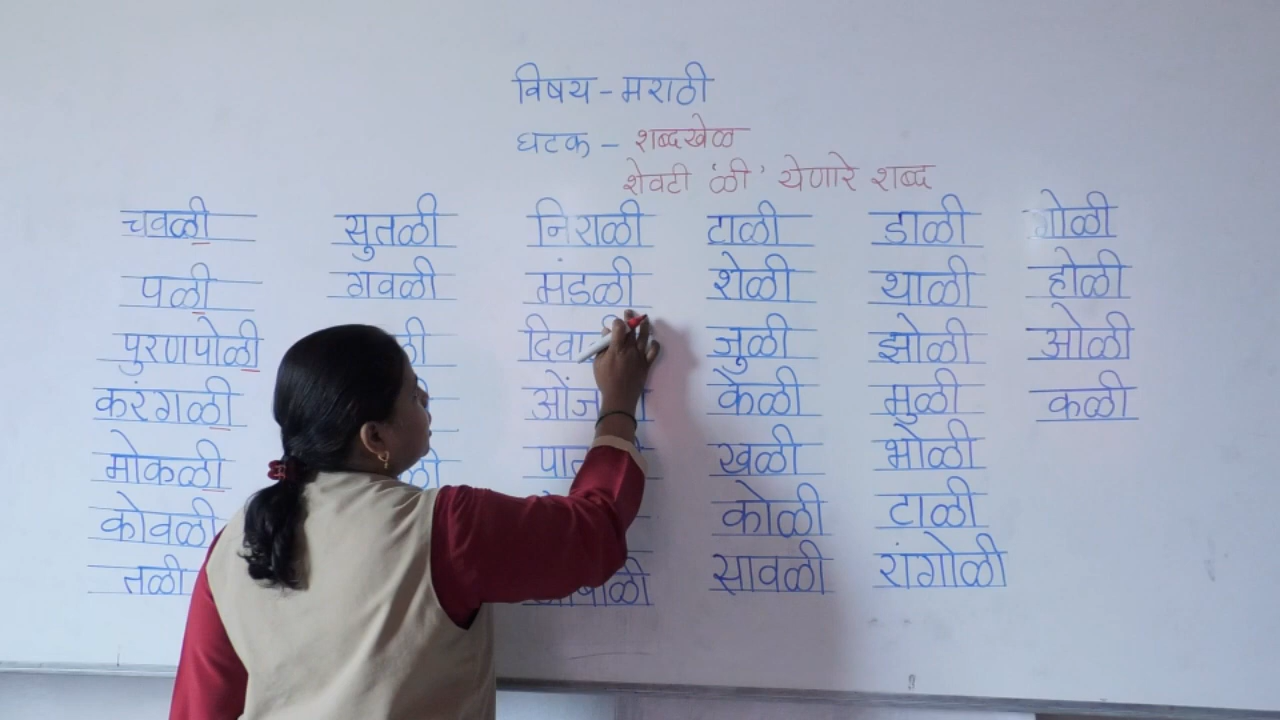 विषय - मराठी
घटक - शब्दखेळ
शेवटी 'ळी' येणारे शब्द
चवळी सुतळी निराळी टाळी डाळी गोळी
पळी गवळी मंडळी शेळी थाळी होळी
पुरणपोळी जुळी झोळी ओळी
करंगळी केळी मुळी कळी
मोकळी खळी भोळी
कोवळी कोळी टाळी
तळी सावळी रांगोळी